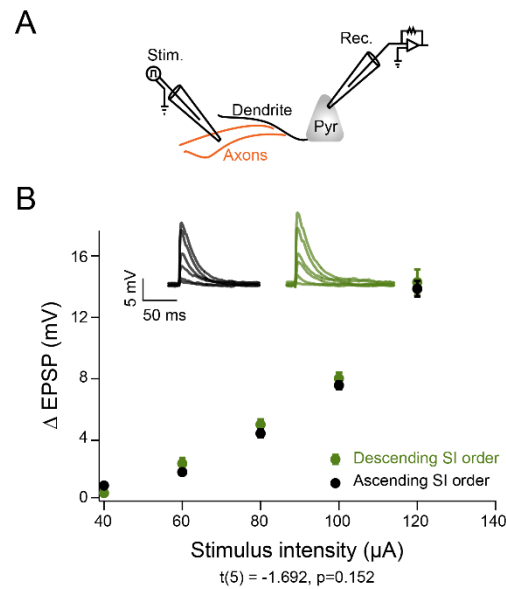 A
Stim.
Rec.
Dendrite
Pyr
Axons
B
16
12
8
4
0
Δ EPSP (mV)
5 mV
50 ms
Descending SI order
Ascending SI order
40 60 80 100 120 140
Stimulus intensity (µA)
t(5) = -1.692, p=0.152